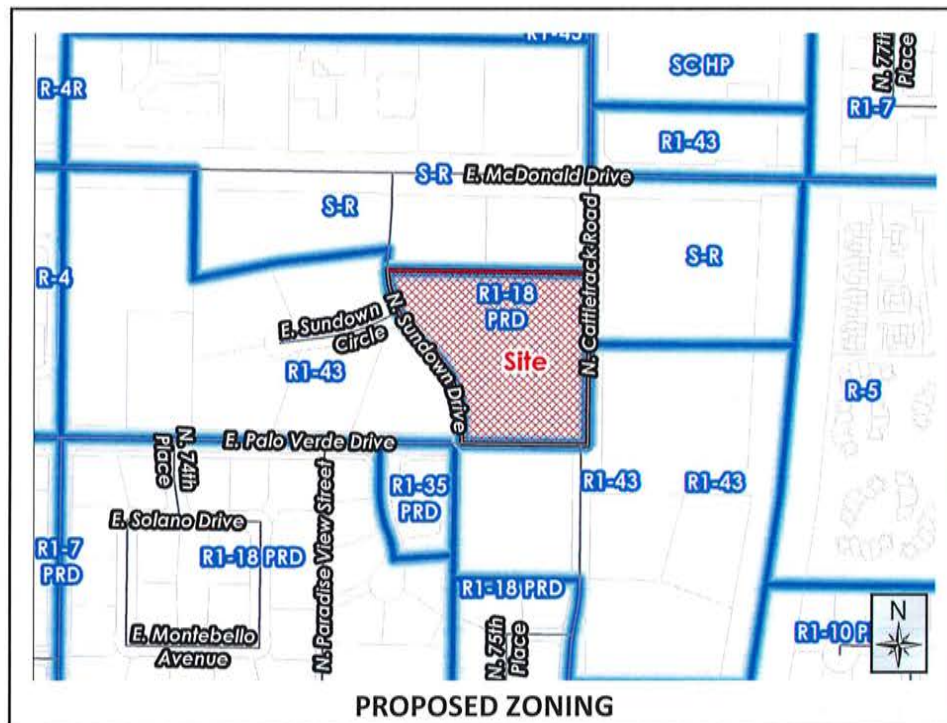 R1-43
SC HP
N. 77th
Place
R-4R
R1-7
R1-43
S-R
E. McDonald Drive
S-R
S-R
R-4
N. Cattletrack Road
R1-18
PRD
E. Sundown
Circle
N. Sundown Drive
Site
R1-43
R-5
E. Palo Verde Drive
N. 74th
Place
R1-35
PRD
R1-43
R1-43
E. Solano Drive
N. Paradise View Street
R1-7
PRD
R1-18 PRD
R1-18 PRD
N. 75th
Place
E. Montebello
Avenue
R1-10 P
N
PROPOSED ZONING